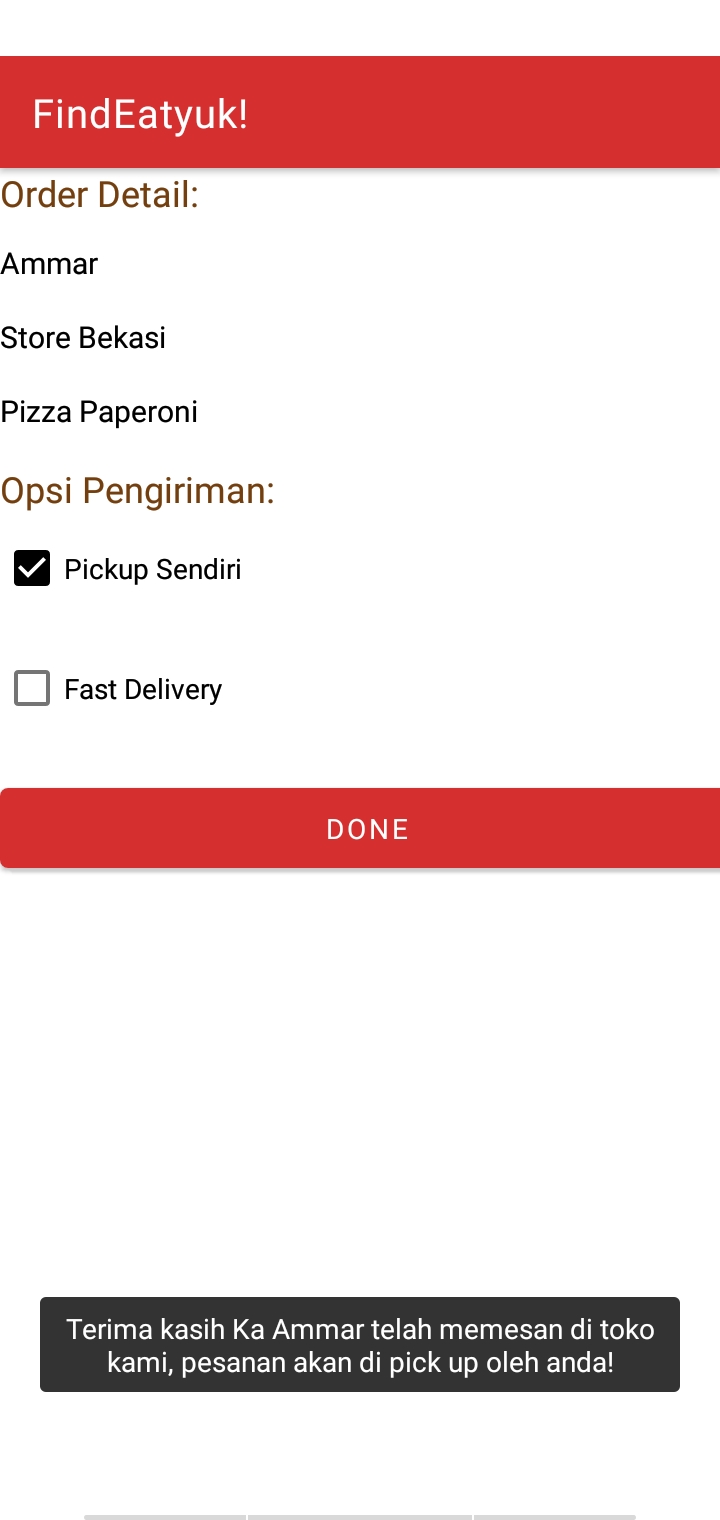 FindEatyuk!
Order Detail:
Ammar
Store Bekasi
Pizza Paperoni
Opsi Pengiriman:
Pickup Sendiri
Fast Delivery
DONE
Terima kasih Ka Ammar telah memesan di toko
kami, pesanan akan di pick up oleh anda!